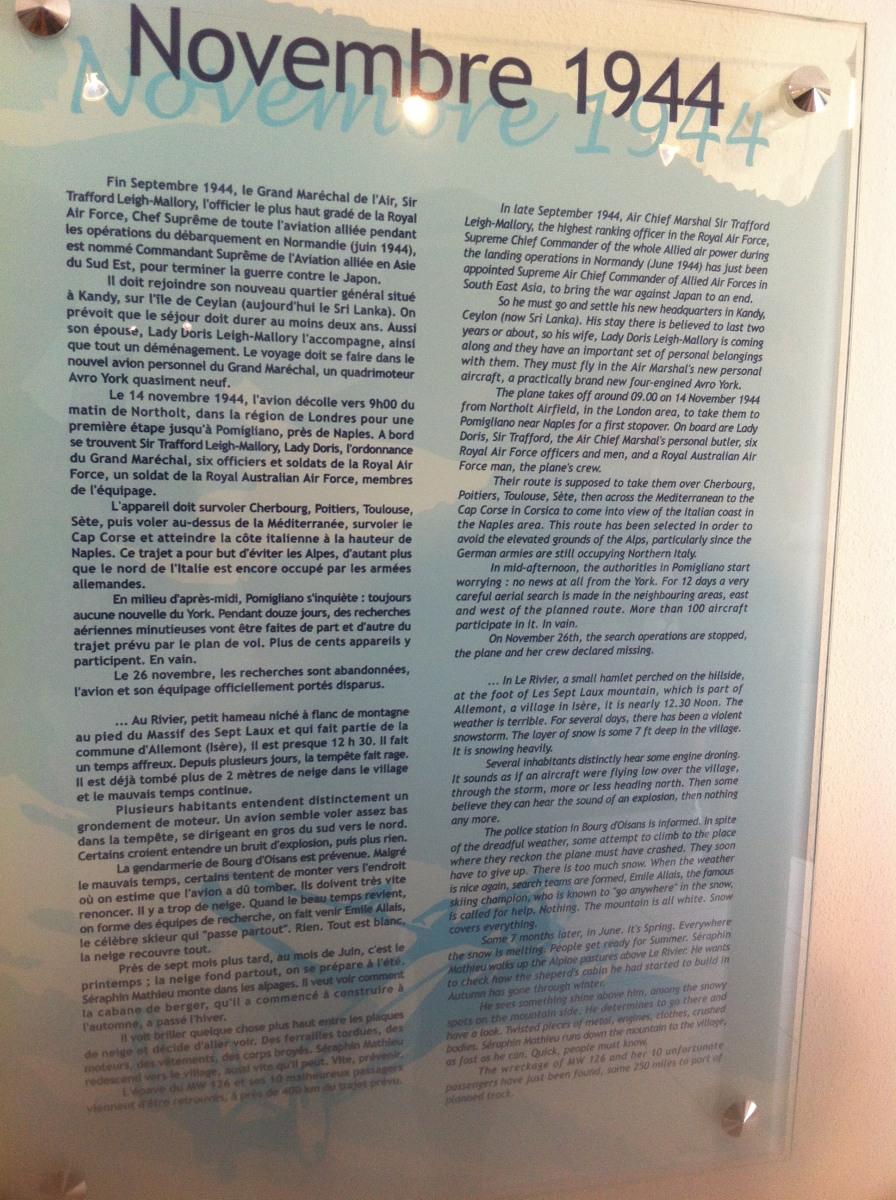 Novembre 1944
Novembre 1944
Fin Septembre 1944, le Grand Maréchal de l'Air, Sir
Trafford Leigh-Mallory, l'officier le plus haut gradé de la Royal
Air Force, Chef Suprême de toute l'aviation alliée pendant
les opérations du débarquement en Normandie (juin 1944),
est nommé Commandant Suprême de l'Aviation alliée en Asie
du Sud Est, pour terminer la guerre contre le Japon.
Il doit rejoindre son nouveau quartier général situé
à Kandy, sur l'île de Ceylan (aujourd'hui le Sri Lanka). On
prévoit que le séjour doit durer au moins deux ans. Aussi
son épouse, Lady Doris Leigh-Mallory l'accompagne, ainsi
que tout un déménagement. Le voyage doit se faire dans le
nouvel avion personnel du Grand Maréchal, un quadrimoteur
Avro York quasiment neuf.
Le 14 novembre 1944, l'avion décolle vers 9h00 du
matin de Northolt, dans la région de Londres pour une
première étape jusqu'à Pomigliano, près de Naples. A bord
se trouvent Sir Trafford Leigh-Mallory, Lady Doris, l'ordonnance
du Grand Maréchal, six officiers et soldats de la Royal Air
Force, un soldat de la Royal Australian Air Force, membres
de l'équipage.
L'appareil doit survoler Cherbourg, Poitiers, Toulouse,
Sète, puis voler au-dessus de la Méditerranée, survoler le
Cap Corse et atteindre la côte italienne à la hauteur de
Naples. Ce trajet a pour but d'éviter les Alpes, d'autant plus
que le nord de l'Italie est encore occupé par les armées
allemandes.
En milieu d'après-midi, Pomigliano s'inquiète : toujours
aucune nouvelle du York. Pendant douze jours, des recherches
aériennes minutieuses vont être faites de part et d'autre du
trajet prévu par le plan de vol. Plus de cents appareils y
participent. En vain.
Le 26 novembre, les recherches sont abandonnées,
l'avion et son équipage officiellement portés disparus.
... Au Rivier, petit hameau niché à flanc de montagne
au pied du Massif des Sept Laux et qui fait partie de la
commune d'Allemont (Isère), il est presque 12 h 30. Il fait
un temps affreux. Depuis plusieurs jours, la tempête fait rage.
Il est déjà tombé plus de 2 mètres de neige dans le village
et le mauvais temps continue.
Plusieurs habitants entendent distinctement un
grondement de moteur. Un avion semble voler assez bas
dans la tempête, se dirigeant en gros du sud vers le nord.
Certains croient entendre un bruit d'explosion, puis plus rien.
La gendarmerie de Bourg d'Oisans est prévenue. Malgré
le mauvais temps, certains tentent de monter vers l'endroit
où on estime que l'avion a dû tomber. Ils doivent très vite
renoncer. Il y a trop de neige. Quand le beau temps revient,
on forme des équipes de recherche, on fait venir Emile Allais,
le célèbre skieur qui "passe partout". Rien. Tout est blanc,
la neige recouvre tout.
Près de sept mois plus tard, au mois de Juin, c'est le
printemps ; la neige fond partout, on se prépare à l'été.
Séraphin Mathieu monte dans les alpages. Il veut voir comment
la cabane de berger, qu'il a commencé à construire à
l'automne, a passé l'hiver.
Il voit briller quelque chose plus haut entre les plaques
de neige et décide d'aller voir. Des ferrailles tordues, des
moteurs, des vêtements, des corps broyés. Séraphin Mathieu
redescend vers le village, aussi vite qu'il peut. Vite, prévenir.
L'épave du MW 126 et ses 10 malheureux passagers
viennent d'être retrouvés, à près de 400 km du trajet prévu.
In late September 1944, Air Chief Marshal Sir Trafford
Leigh-Mallory, the highest ranking officer in the Royal Air Force,
Supreme Chief Commander of the whole Allied air power during
the landing operations in Normandy (June 1944) has just been
appointed Supreme Air Chief Commander of Allied Air Forces in
South East Asia, to bring the war against Japan to an end.
So he must go and settle his new headquarters in Kandy,
Ceylon (now Sri Lanka). His stay there is believed to last two
years or about, so his wife, Lady Doris Leigh-Mallory is coming
along and they have an important set of personal belongings
with them. They must fly in the Air Marshal's new personal
aircraft, a practically brand new four-engined Avro York.
The plane takes off around 09.00 on 14 November 1944
from Northolt Airfield, in the London area, to take them to
Pomigliano near Naples for a first stopover. On board are Lady
Doris, Sir Trafford, the Air Chief Marshal's personal butler, six
Royal Air Force officers and men, and a Royal Australian Air
Force man, the plane's crew.
Their route is supposed to take them over Cherbourg,
Poitiers, Toulouse, Sète, then across the Mediterranean to the
Cap Corse in Corsica to come into view of the Italian coast in
the Naples area. This route has been selected in order to
avoid the elevated grounds of the Alps, particularly since the
German armies are still occupying Northern Italy.
In mid-afternoon, the authorities in Pomigliano start
worrying : no news at all from the York. For 12 days a very
careful aerial search is made in the neighbouring areas, east
and west of the planned route. More than 100 aircraft
participate in it. In vain.
On November 26th, the search operations are stopped,
the plane and her crew declared missing.
... In Le Rivier, a small hamlet perched on the hillside,
at the foot of Les Sept Laux mountain, which is part of
Allemont, a village in Isère, it is nearly 12.30 Noon. The
weather is terrible. For several days, there has been a violent
snowstorm. The layer of snow is some 7 ft deep in the village.
It is snowing heavily.
Several inhabitants distinctly hear some engine droning.
It sounds as if an aircraft were flying low over the village,
through the storm, more or less heading north. Then some
believe they can hear the sound of an explosion, then nothing
any more.
The police station in Bourg d'Oisans is informed. In spite
of the dreadful weather, some attempt to climb to the place
where they reckon the plane must have crashed. They soon
have to give up. There is too much snow. When the weather
is nice again, search teams are formed, Emile Allais, the famous
skiing champion, who is known to "go anywhere" in the snow,
is called for help. Nothing. The mountain is all white. Snow
covers everything.
Some 7 months later, in June. It's Spring. Everywhere
the snow is melting. People get ready for Summer. Séraphin
Mathieu walks up the Alpine pastures above Le Rivier. He wants
to check how the sheperd's cabin he had started to build in
Autumn has gone through winter.
He sees something shine above him, among the snowy
spots on the mountain side. He determines to go there and
have a look. Twisted pieces of metal, engines, clothes, crushed
bodies. Séraphin Mathieu runs down the mountain to the village,
as fast as he can. Quick, people must know.
The wreckage of MW 126 and her 10 unfortunate
passengers have just been found, some 250 miles to port of
planned track.